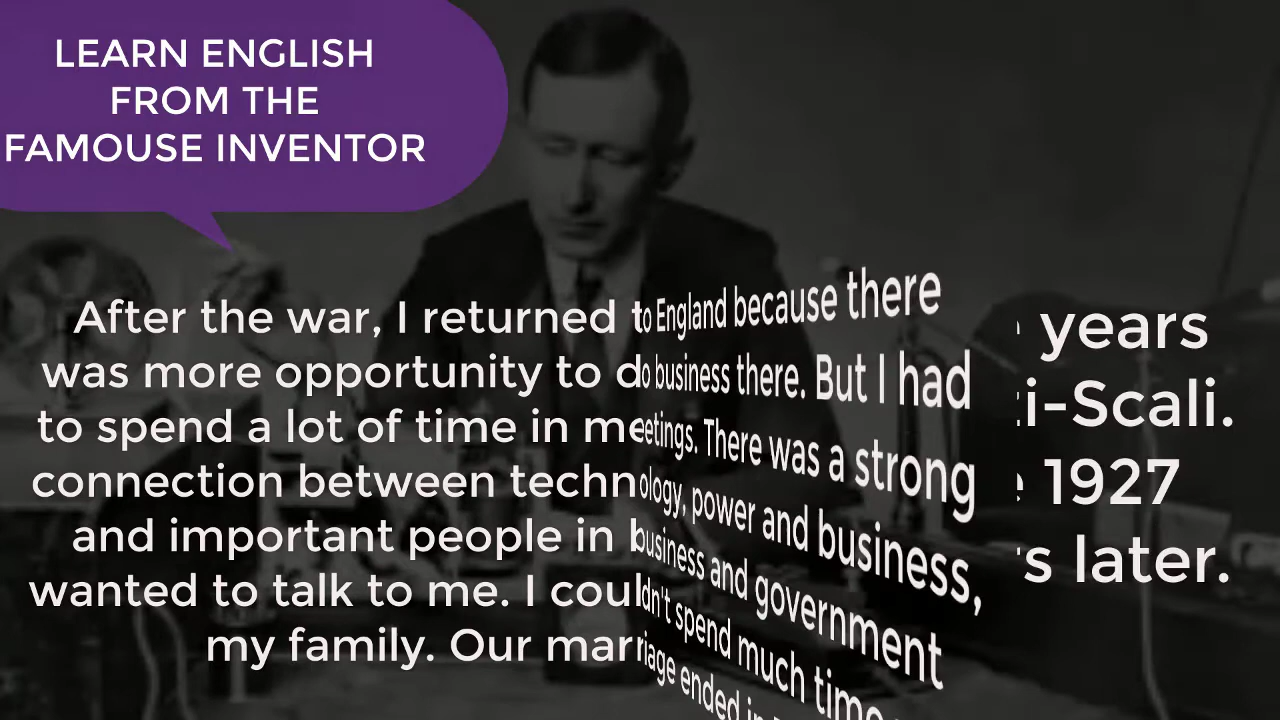 LEARN ENGLISH
FROM THE
FAMOUSE INVENTOR
After the war, I returned to England because there
was more opportunity to do business there. But I had
to spend a lot of time in meetings. There was a strong
connection between technology, power and business,
and important people in business and government
wanted to talk to me. I couldn't spend much time
my family. Our marriage ended in
years
i-Scali.
1927
s later.